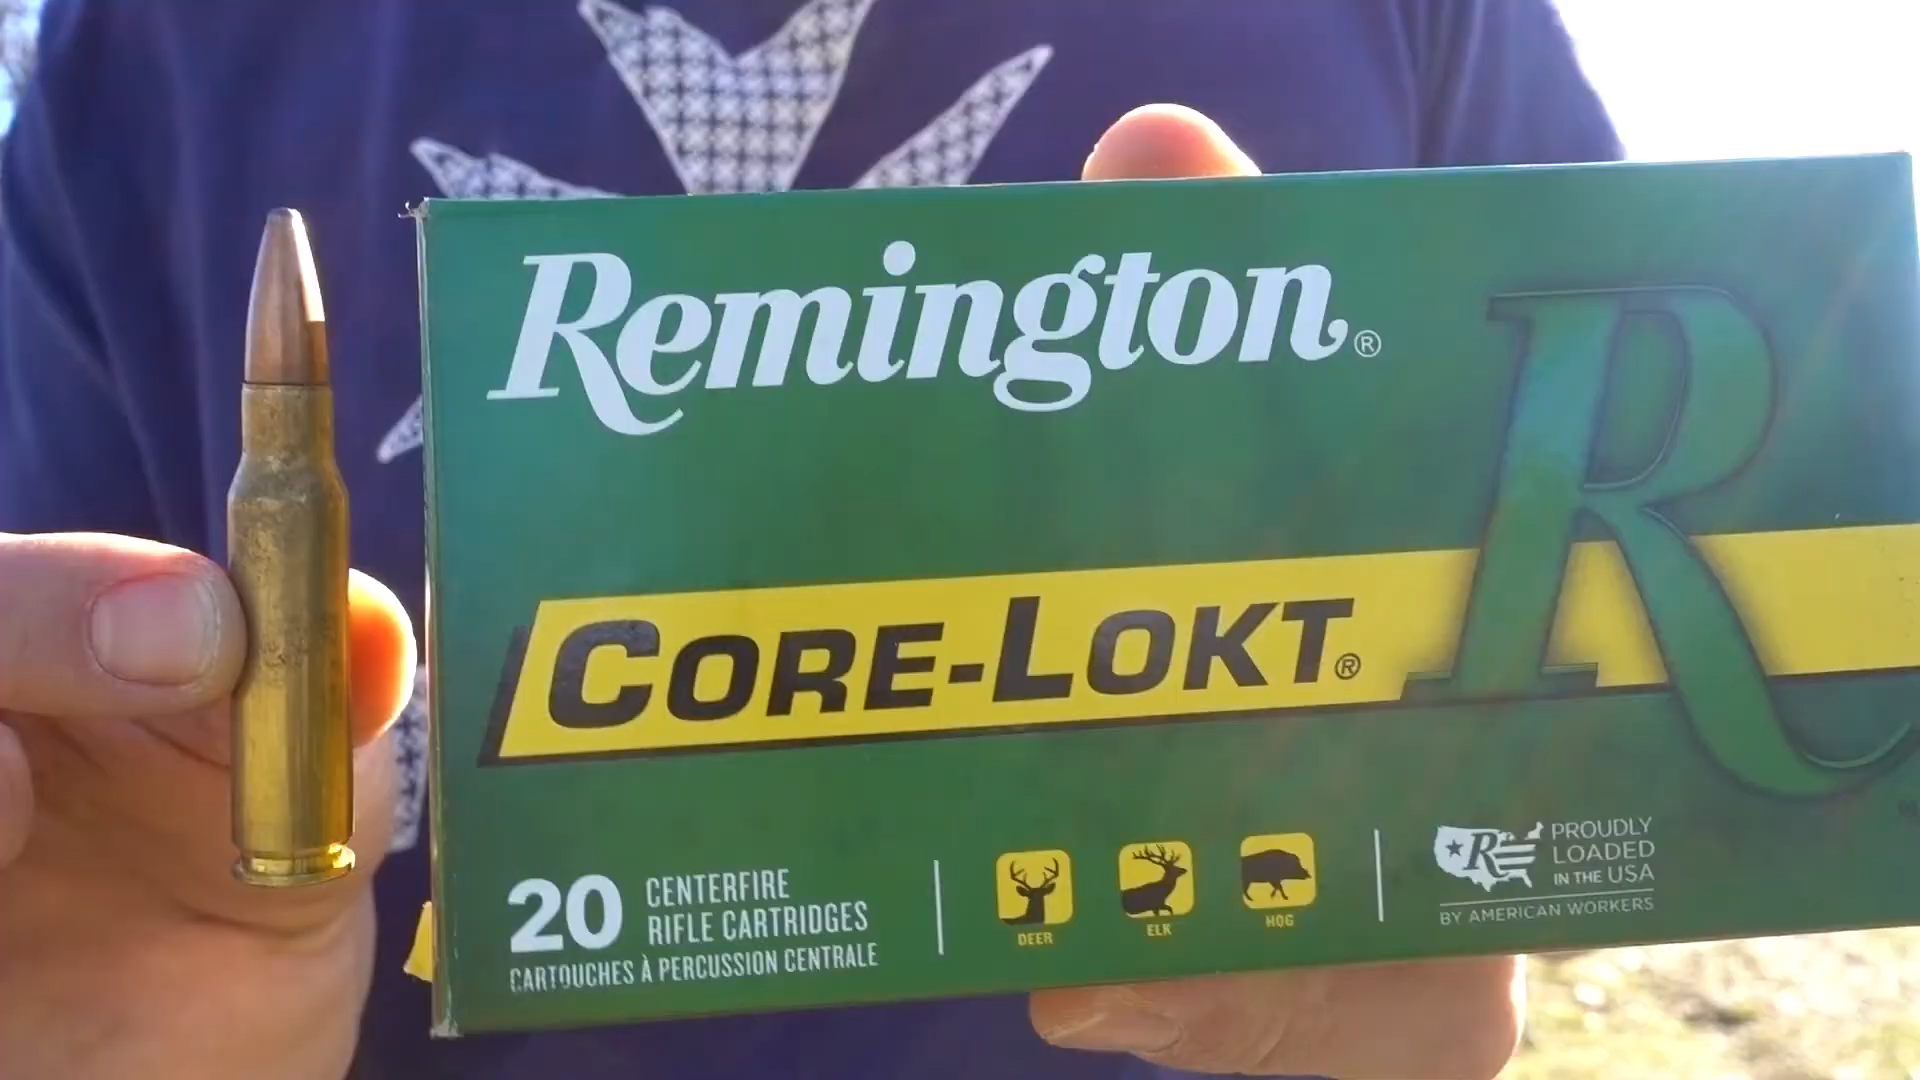 Remington®
CORE-LOKT®
20 CENTERFIRE
RIFLE CARTRIDGES
CARTOUCHES À PERCUSSION CENTRALE
DEER
ELK
HOG
R
PROUDLY
LOADED
IN THE USA
BY AMERICAN WORKERS
R